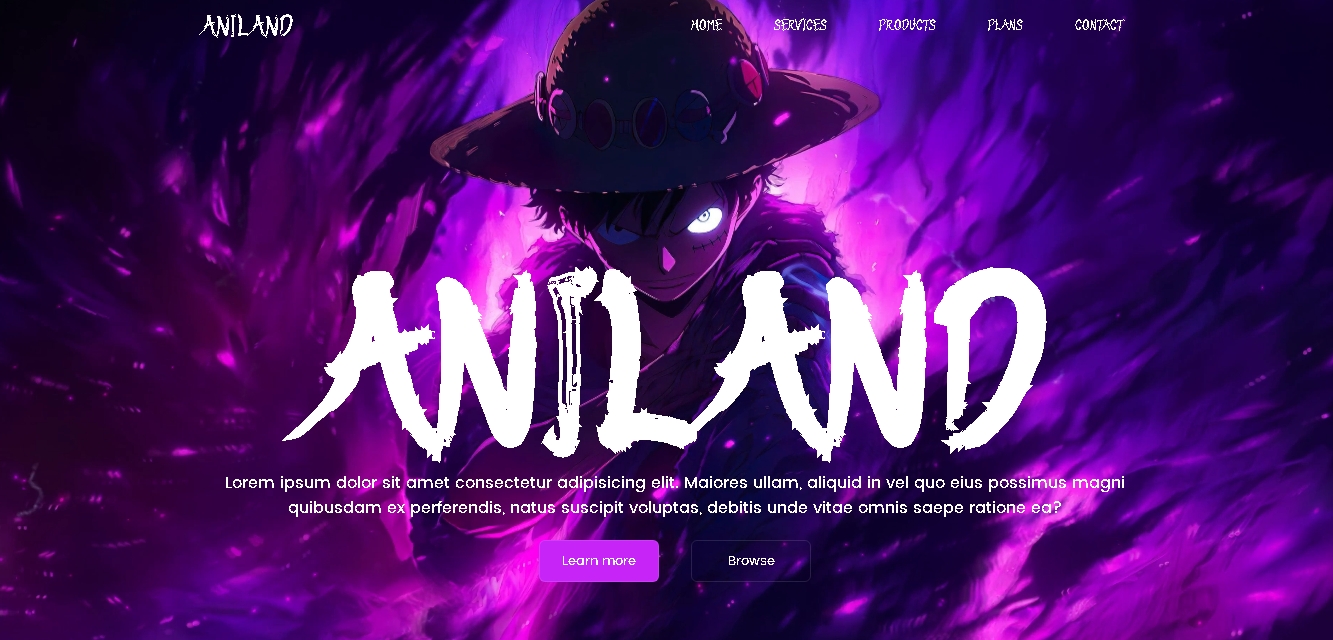 ANILAND
HOME SERVICES PRODUCTS PLANS CONTACT
ANILAND
Lorem ipsum dolor sit amet consectetur adipisicing elit. Maiores ullam, aliquid in vel quo eius possimus magni
quibusdam ex perferendis, natus suscipit voluptas, debitis unde vitae omnis saepe ratione ea?
Learn more Browse